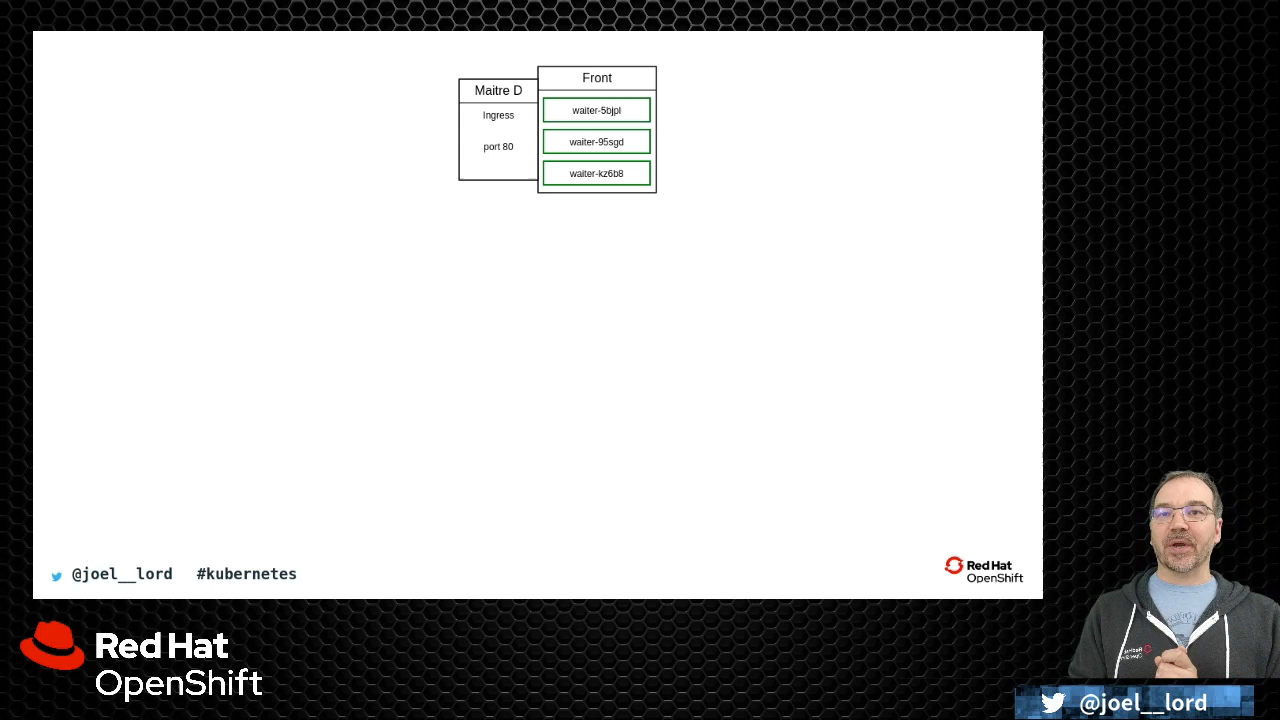 Maitre D
Ingress
port 80
Front
waiter-5bjpl
waiter-95sgd
waiter-kz6b8
@joel__lord #kubernetes
Red Hat
OpenShift
Red Hat
OpenShift
@joel__lord